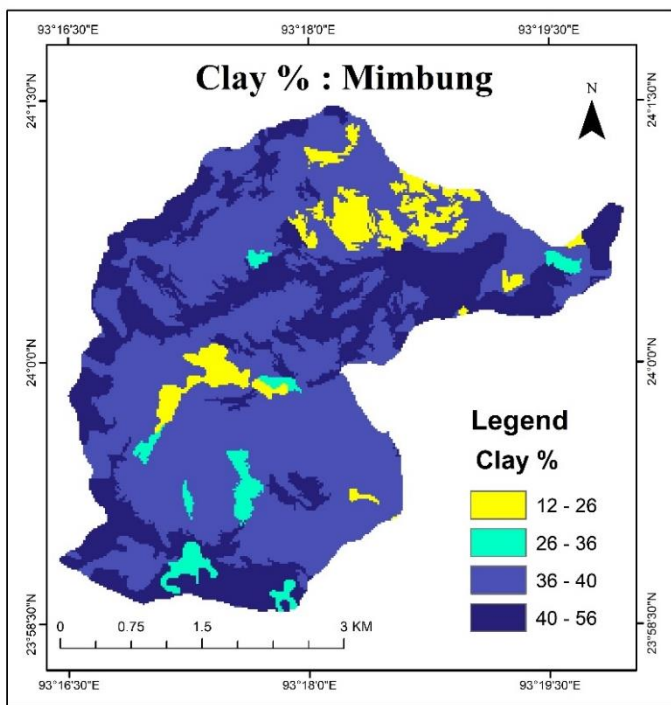 93°16'30"E 93°18'0"E 93°19'30"E
Clay % : Mimbung
N
24°1'30"N 24°1'30"N
24°0'0"N 24°0'0"N
Legend
Clay %
12 - 26
26 - 36
36 - 40
40 - 56
23°58'30"N 23°58'30"N
0 0.75 1.5 3 KM
93°16'30"E 93°18'0"E 93°19'30"E